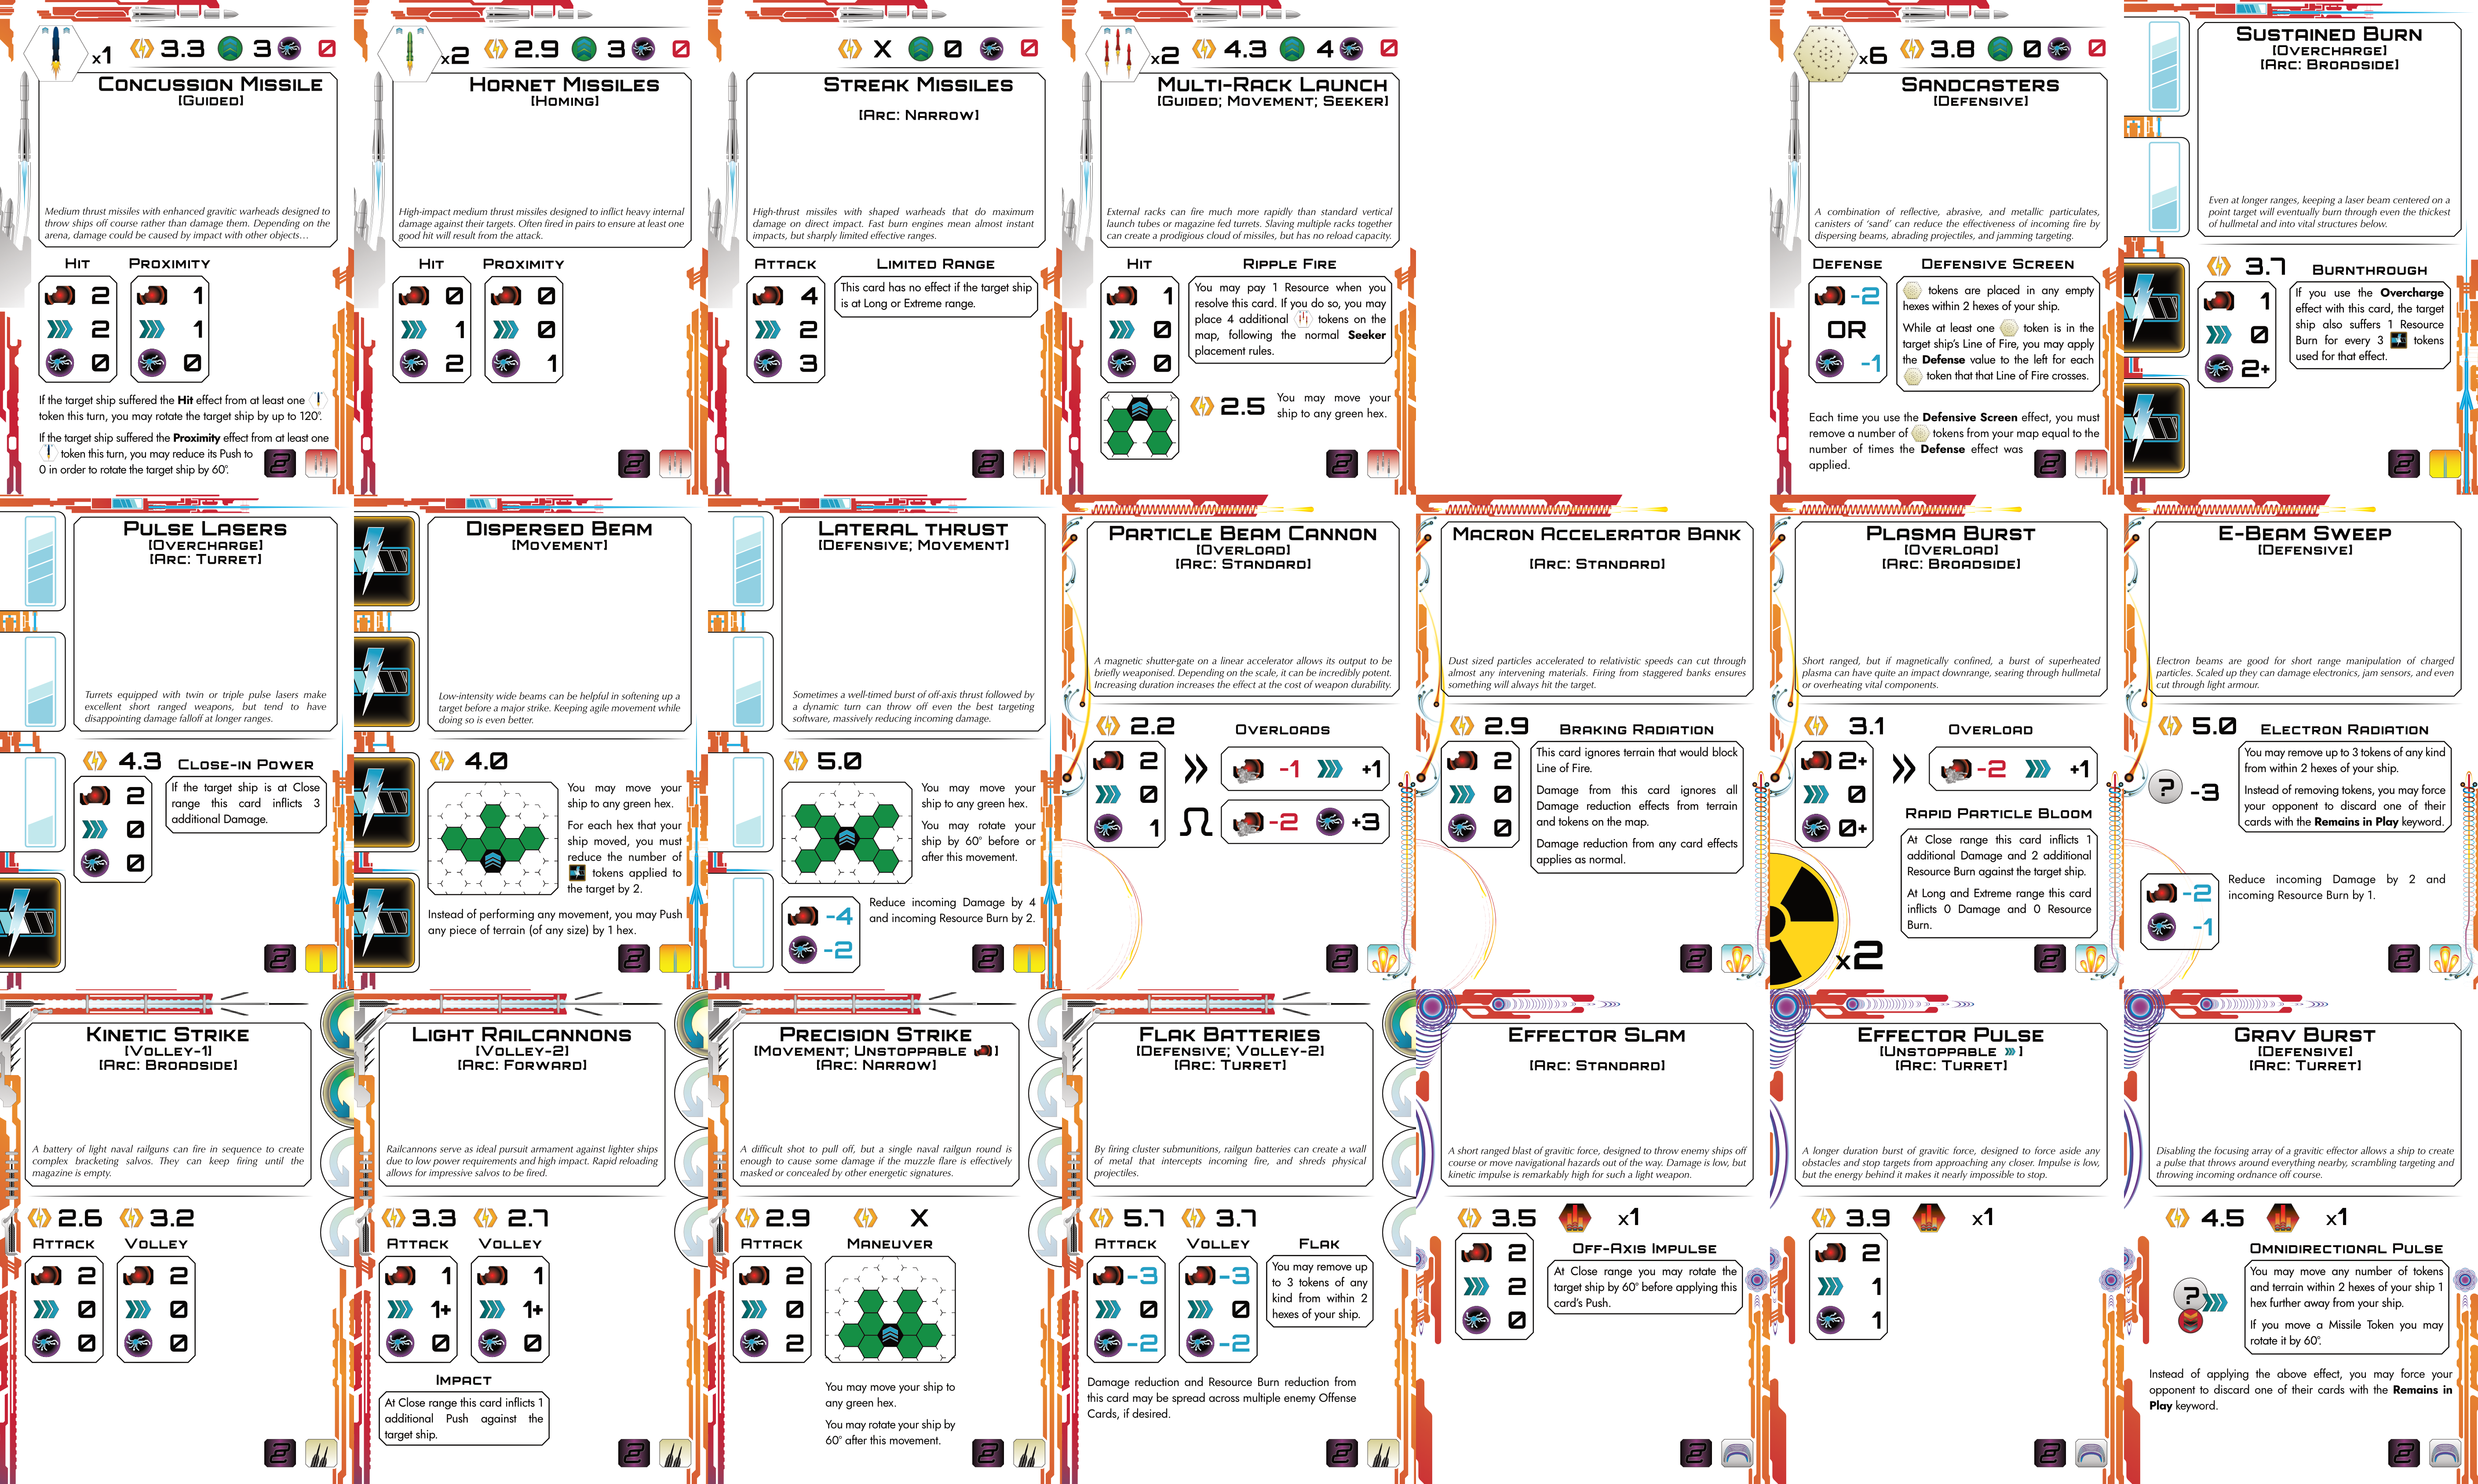 x1 3.3 3 0
CONCUSSION MISSILE
[GUIDED]
Medium thrust missiles with enhanced gravitic warheads designed to
throw ships off course rather than damage them. Depending on the
arena, damage could be caused by impact with other objects...
HIT PROXIMITY
2 1
2 1
0 0
If the target ship suffered the Hit effect from at least one
token this turn, you may rotate the target ship by up to 120°.
If the target ship suffered the Proximity effect from at least one
token this turn, you may reduce its Push to
0 in order to rotate the target ship by 60°.
2
x2 2.9 3 0
HORNET MISSILES
[HOMING]
High-impact medium thrust missiles designed to inflict heavy internal
damage against their targets. Often fired in pairs to ensure at least one
good hit will result from the attack.
HIT PROXIMITY
0 0
1 0
2 1
2
X 0 0
STREAK MISSILES
[ARC: NARROW]
High-thrust missiles with shaped warheads that do maximum
damage on direct impact. Fast burn engines mean almost instant
impacts, but sharply limited effective ranges.
ATTACK LIMITED RANGE
4
2
3
This card has no effect if the target ship
is at Long or Extreme range.
2
x2 4.3 4 0
MULTI-RACK LAUNCH
[GUIDED; MOVEMENT; SEEKER]
External racks can fire much more rapidly than standard vertical
launch tubes or magazine fed turrets. Slaving multiple racks together
can create a prodigious cloud of missiles, but has no reload capacity.
HIT RIPPLE FIRE
1
0
0
You may pay 1 Resource when you
resolve this card. If you do so, you may
place 4 additional tokens on the
map, following the normal Seeker
placement rules.
2.5
You may move your
ship to any green hex.
2
x6 3.8 0 0
SANDCASTERS
[DEFENSIVE]
A combination of reflective, abrasive, and metallic particulates,
canisters of 'sand' can reduce the effectiveness of incoming fire by
dispersing beams, abrading projectiles, and jamming targeting.
DEFENSE DEFENSIVE SCREEN
-2
OR
-1
tokens are placed in any empty
hexes within 2 hexes of your ship.
While at least one token is in the
target ship's Line of Fire, you may apply
the Defense value to the left for each
token that that Line of Fire crosses.
Each time you use the Defensive Screen effect, you must
remove a number of tokens from your map equal to the
number of times the Defense effect was
applied.
2
SUSTAINED BURN
[OVERCHARGE]
[ARC: BROADSIDE]
Even at longer ranges, keeping a laser beam centered on a
point target will eventually burn through even the thickest
of hullmetal and into vital structures below.
3.7 BURNTHROUGH
1
0
2+
If you use the Overcharge
effect with this card, the target
ship also suffers 1 Resource
Burn for every 3 tokens
used for that effect.
2
PULSE LASERS
[OVERCHARGE]
[ARC: TURRET]
Turrets equipped with twin or triple pulse lasers make
excellent short ranged weapons, but tend to have
disappointing damage falloff at longer ranges.
4.3 CLOSE-IN POWER
2
0
0
If the target ship is at Close
range this card inflicts 3
additional Damage.
2
DISPERSED BEAM
[MOVEMENT]
Low-intensity wide beams can be helpful in softening up a
target before a major strike. Keeping agile movement while
doing so is even better.
4.0
You may move your
ship to any green hex.
For each hex that your
ship moved, you must
reduce the number of
tokens applied to
the target by 2.
Instead of performing any movement, you may Push
any piece of terrain (of any size) by 1 hex.
2
LATERAL THRUST
[DEFENSIVE; MOVEMENT]
Sometimes a well-timed burst of off-axis thrust followed by
a dynamic turn can throw off even the best targeting
software, massively reducing incoming damage.
5.0
You may move your
ship to any green hex.
You may rotate your
ship by 60° before or
after this movement.
-4
-2
Reduce incoming Damage by 4
and incoming Resource Burn by 2.
2
PARTICLE BEAM CANNON
[OVERLOAD]
[ARC: STANDARD]
A magnetic shutter-gate on a linear accelerator allows its output to be
briefly weaponised. Depending on the scale, it can be incredibly potent.
Increasing duration increases the effect at the cost of weapon durability.
2.2 OVERLOADS
2
0
1
-1 +1
Ω -2 +3
2
MACRON ACCELERATOR BANK
[ARC: STANDARD]
Dust sized particles accelerated to relativistic speeds can cut through
almost any intervening materials. Firing from staggered banks ensures
something will always hit the target.
2.9 BRAKING RADIATION
2
0
0
This card ignores terrain that would block
Line of Fire.
Damage from this card ignores all
Damage reduction effects from terrain
and tokens on the map.
Damage reduction from any card effects
applies as normal.
2
PLASMA BURST
[OVERLOAD]
[ARC: BROADSIDE]
Short ranged, but if magnetically confined, a burst of superheated
plasma can have quite an impact downrange, searing through hullmetal
or overheating vital components.
3.1 OVERLOAD
2+
0
0+
-2 +1
RAPID PARTICLE BLOOM
At Close range this card inflicts 1
additional Damage and 2 additional
Resource Burn against the target ship.
At Long and Extreme range this card
inflicts 0 Damage and 0 Resource
Burn.
x2
2
E-BEAM SWEEP
[DEFENSIVE]
Electron beams are good for short range manipulation of charged
particles. Scaled up they can damage electronics, jam sensors, and even
cut through light armour.
5.0 ELECTRON RADIATION
? -3
You may remove up to 3 tokens of any kind
from within 2 hexes of your ship.
Instead of removing tokens, you may force
your opponent to discard one of their
cards with the Remains in Play keyword.
-2
-1
Reduce incoming Damage by 2 and
incoming Resource Burn by 1.
2
KINETIC STRIKE
[VOLLEY-1]
[ARC: BROADSIDE]
A battery of light naval railguns can fire in sequence to create
complex bracketing salvos. They can keep firing until the
magazine is empty.
2.6 3.2
ATTACK VOLLEY
2 2
0 0
0 0
2
LIGHT RAILCANNONS
[VOLLEY-2]
[ARC: FORWARD]
Railcannons serve as ideal pursuit armament against lighter ships
due to low power requirements and high impact. Rapid reloading
allows for impressive salvos to be fired.
3.3 2.7
ATTACK VOLLEY
1 1
1+ 1+
0 0
IMPACT
At Close range this card inflicts 1
additional Push against the
target ship.
2
PRECISION STRIKE
[MOVEMENT; UNSTOPPABLE ]
[ARC: NARROW]
A difficult shot to pull off, but a single naval railgun round is
enough to cause some damage if the muzzle flare is effectively
masked or concealed by other energetic signatures.
2.9 X
ATTACK MANEUVER
2
0
2
You may move your ship to
any green hex.
You may rotate your ship by
60° after this movement.
2
FLAK BATTERIES
[DEFENSIVE; VOLLEY-2]
[ARC: TURRET]
By firing cluster submunitions, railgun batteries can create a wall
of metal that intercepts incoming fire, and shreds physical
projectiles.
5.7 3.7
ATTACK VOLLEY FLAK
-3 -3
0 0
-2 -2
You may remove up
to 3 tokens of any
kind from within 2
hexes of your ship.
Damage reduction and Resource Burn reduction from
this card may be spread across multiple enemy Offense
Cards, if desired.
2
EFFECTOR SLAM
[ARC: STANDARD]
A short ranged blast of gravitic force, designed to throw enemy ships off
course or move navigational hazards out of the way. Damage is low, but
kinetic impulse is remarkably high for such a light weapon.
3.5 x1
OFF-AXIS IMPULSE
2
2
0
At Close range you may rotate the
target ship by 60° before applying this
card's Push.
2
EFFECTOR PULSE
[UNSTOPPABLE ]
[ARC: TURRET]
A longer duration burst of gravitic force, designed to force aside any
obstacles and stop targets from approaching any closer. Impulse is low,
but the energy behind it makes it nearly impossible to stop.
3.9 x1
2
1
1
2
GRAV BURST
[DEFENSIVE]
[ARC: TURRET]
Disabling the focusing array of a gravitic effector allows a ship to create
a pulse that throws around everything nearby, scrambling targeting and
throwing incoming ordnance off course.
4.5 x1
OMNIDIRECTIONAL PULSE
?
You may move any number of tokens
and terrain within 2 hexes of your ship 1
hex further away from your ship.
If you move a Missile Token you may
rotate it by 60°.
Instead of applying the above effect, you may force your
opponent to discard one of their cards with the Remains in
Play keyword.
2